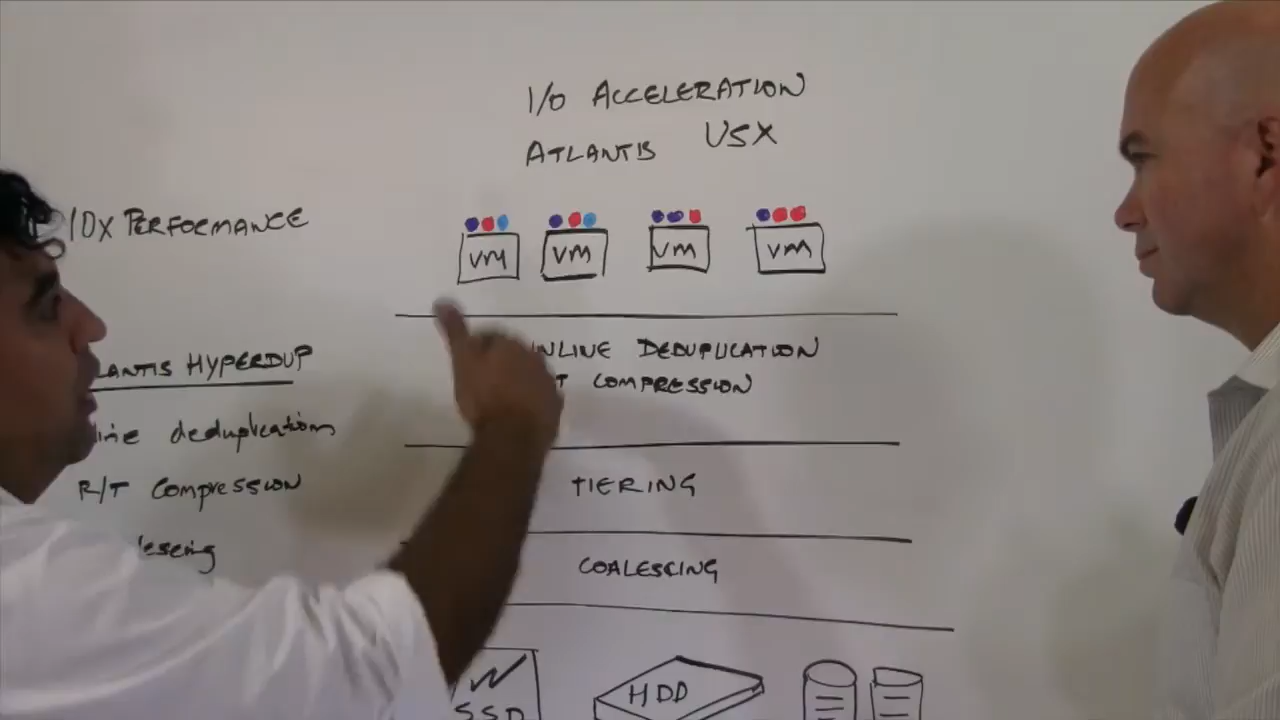 I/O ACCELERATION
ATLANTIS USX
10X PERFORMANCE
VM VM VM VM
LANTIS HYPERDUP
INLINE DEDUPLICATION
COMPRESSION
deduplication
R/T Compression
TIERING
COALESCING
SSD
HDD